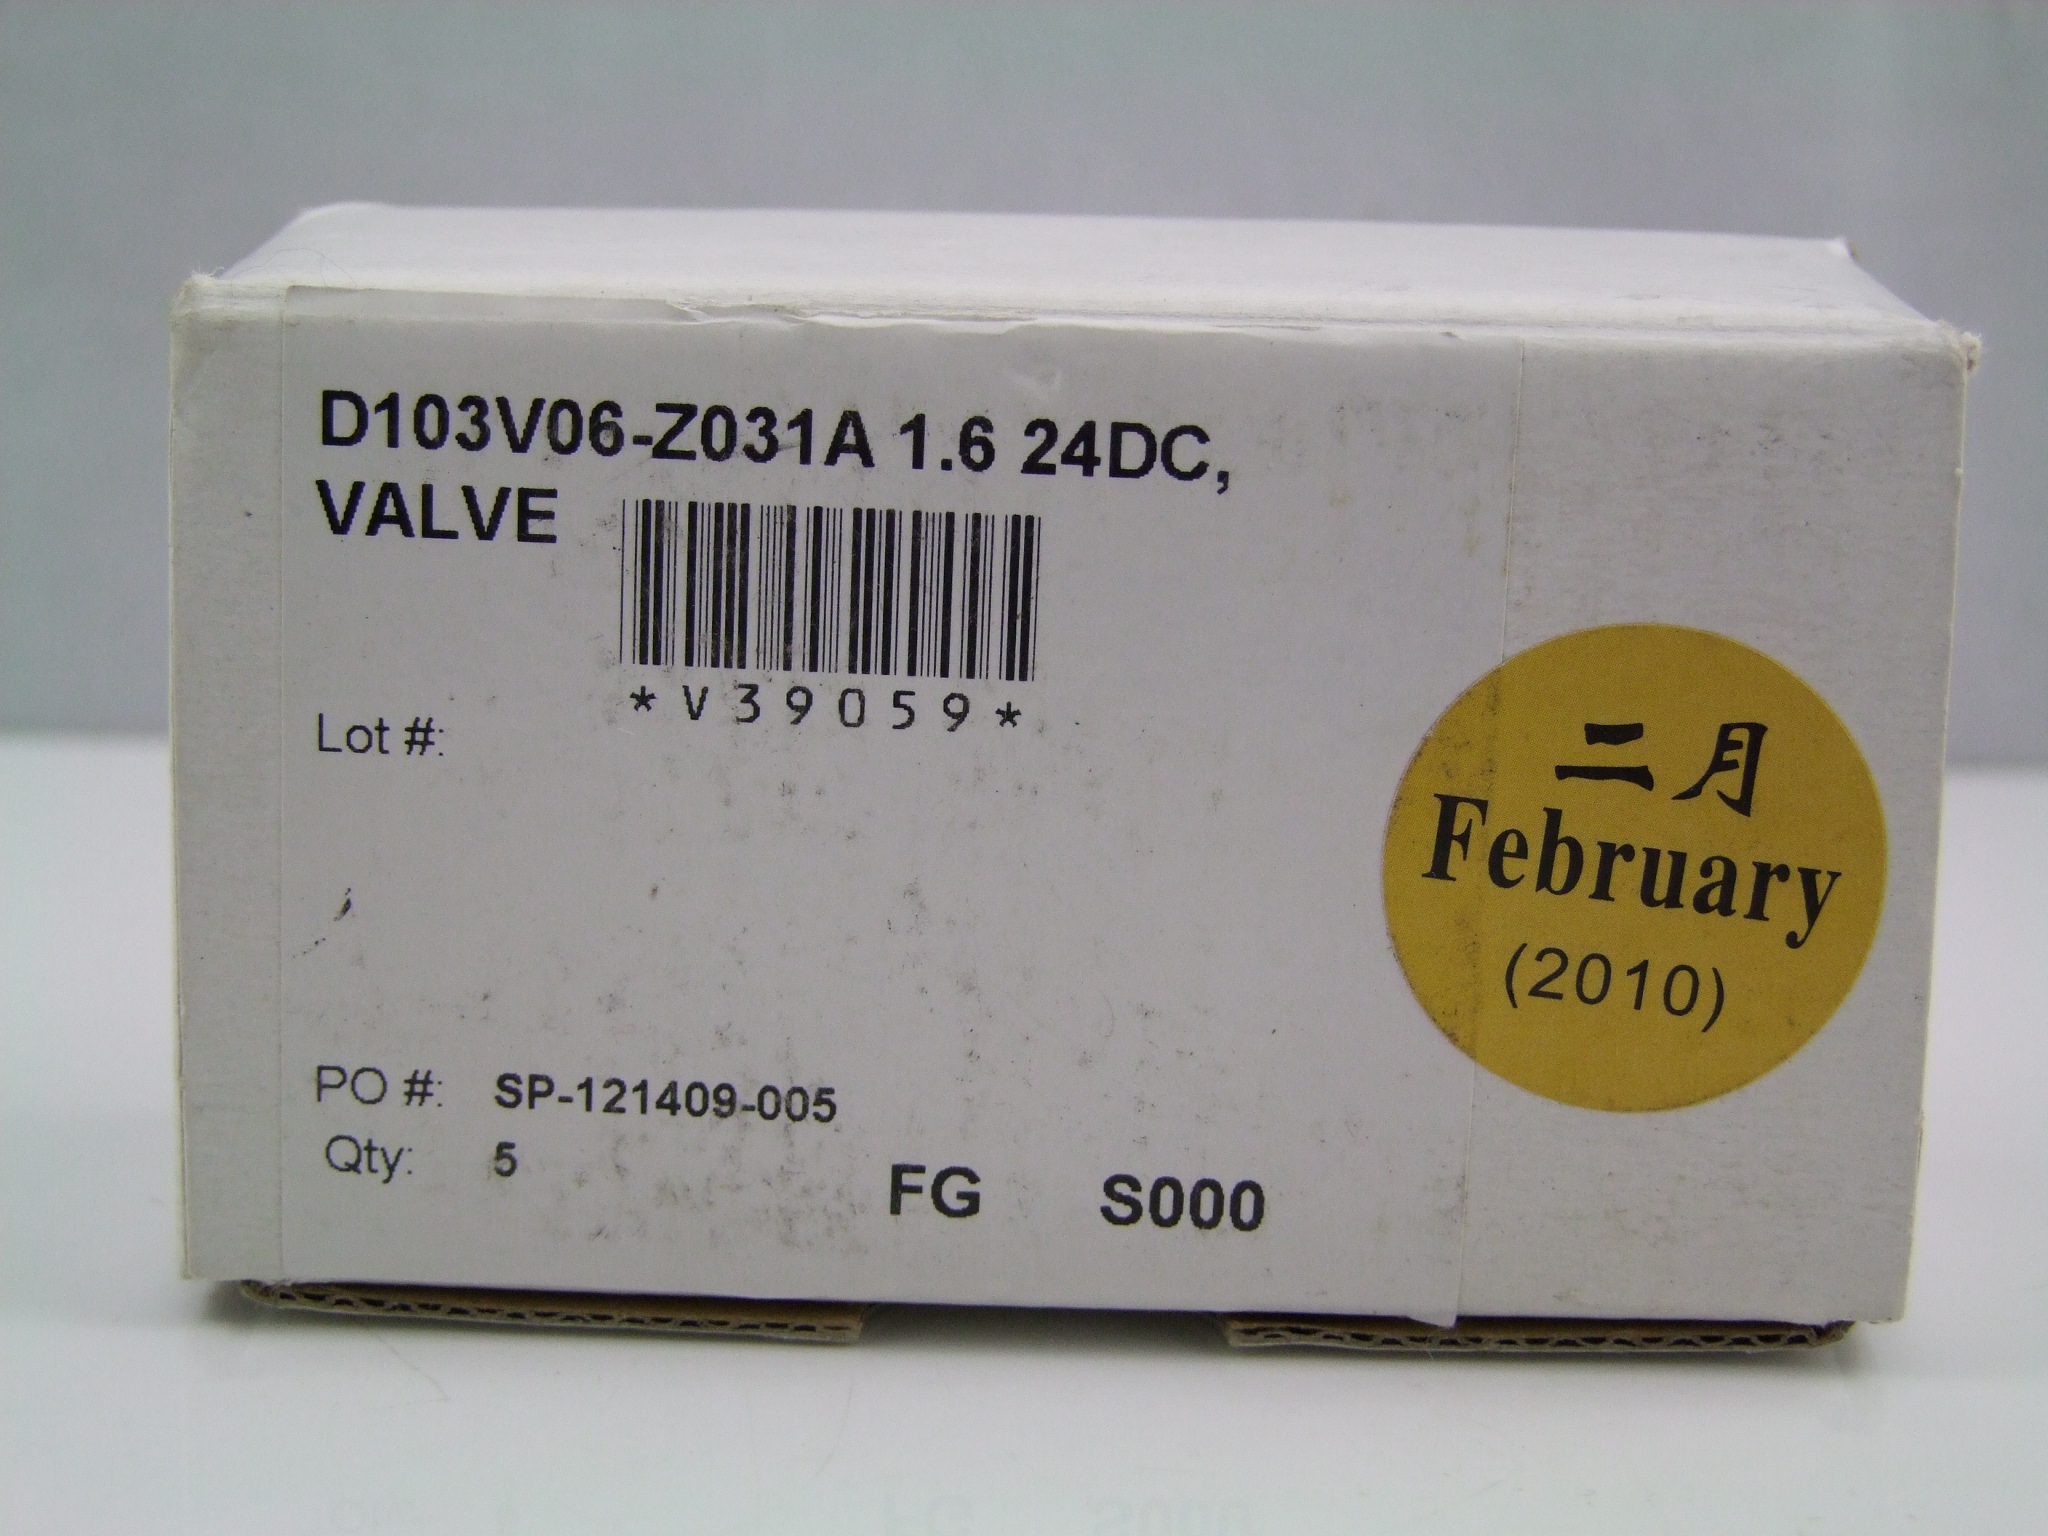 D103V06-Z031A 1.6 24DC,
VALVE
*V39059*
Lot #:
二月
February
(2010)
PO #: SP-121409-005
Qty: 5
FG S000